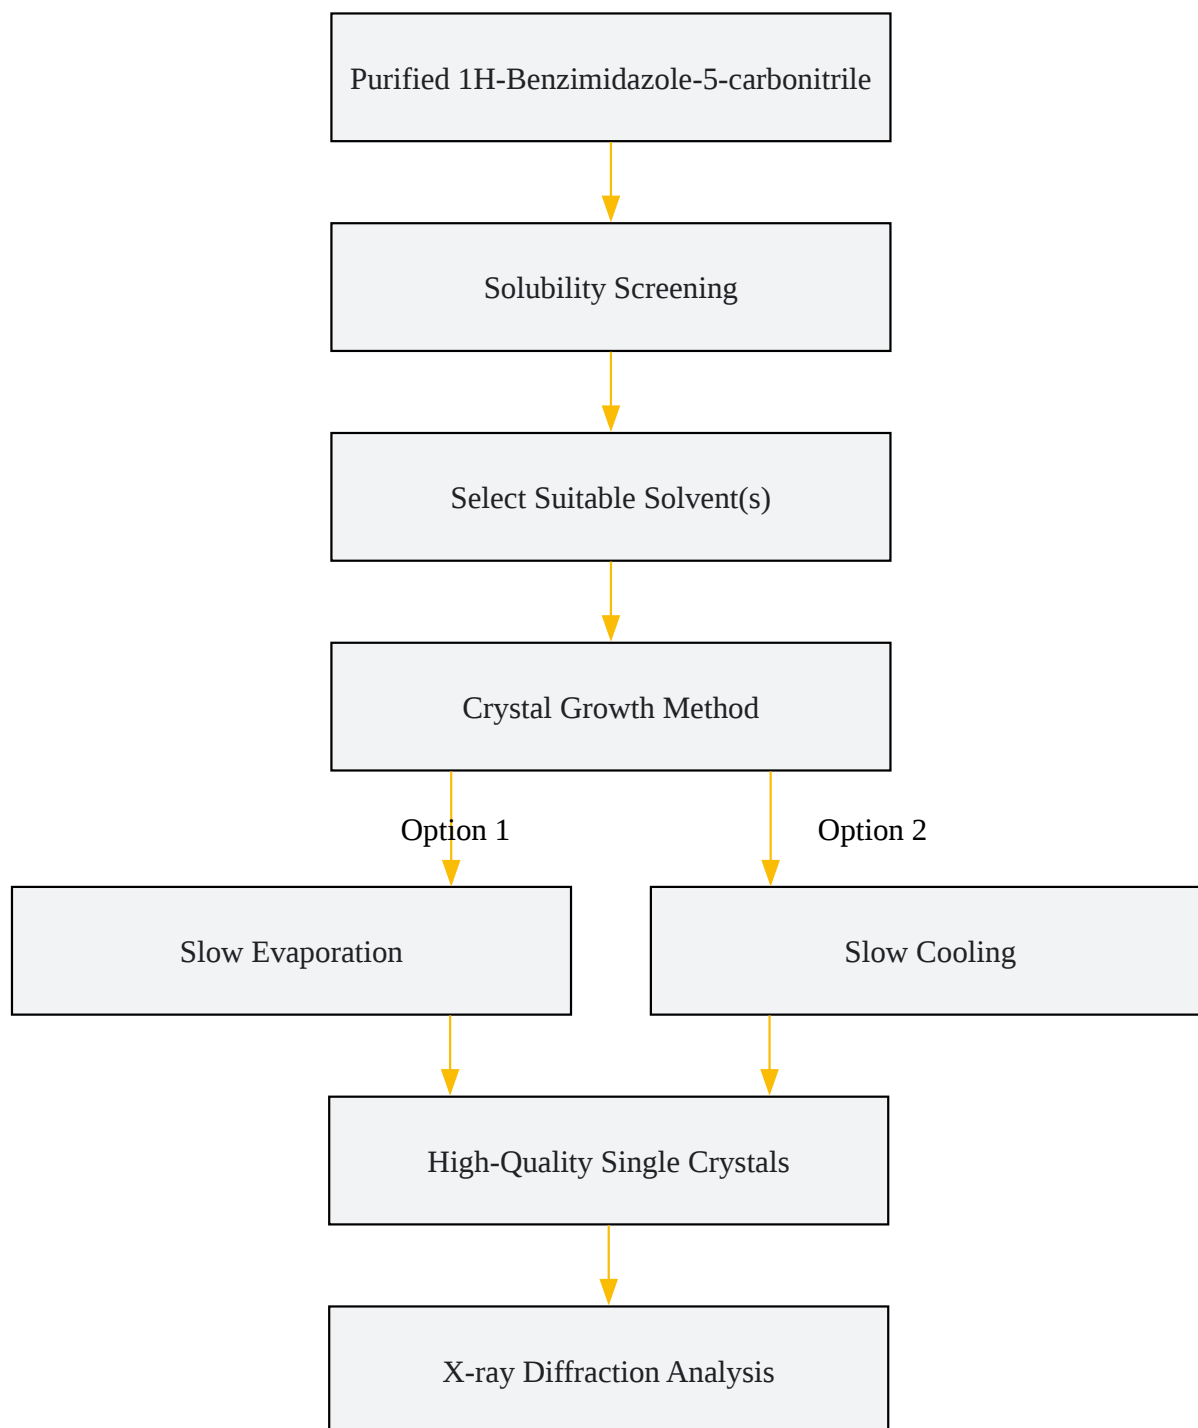 Purified 1H-Benzimidazole-5-carbonitrile
Solubility Screening
Select Suitable Solvent(s)
Crystal Growth Method
Option 1
Option 2
Slow Evaporation
Slow Cooling
High-Quality Single Crystals
X-ray Diffraction Analysis